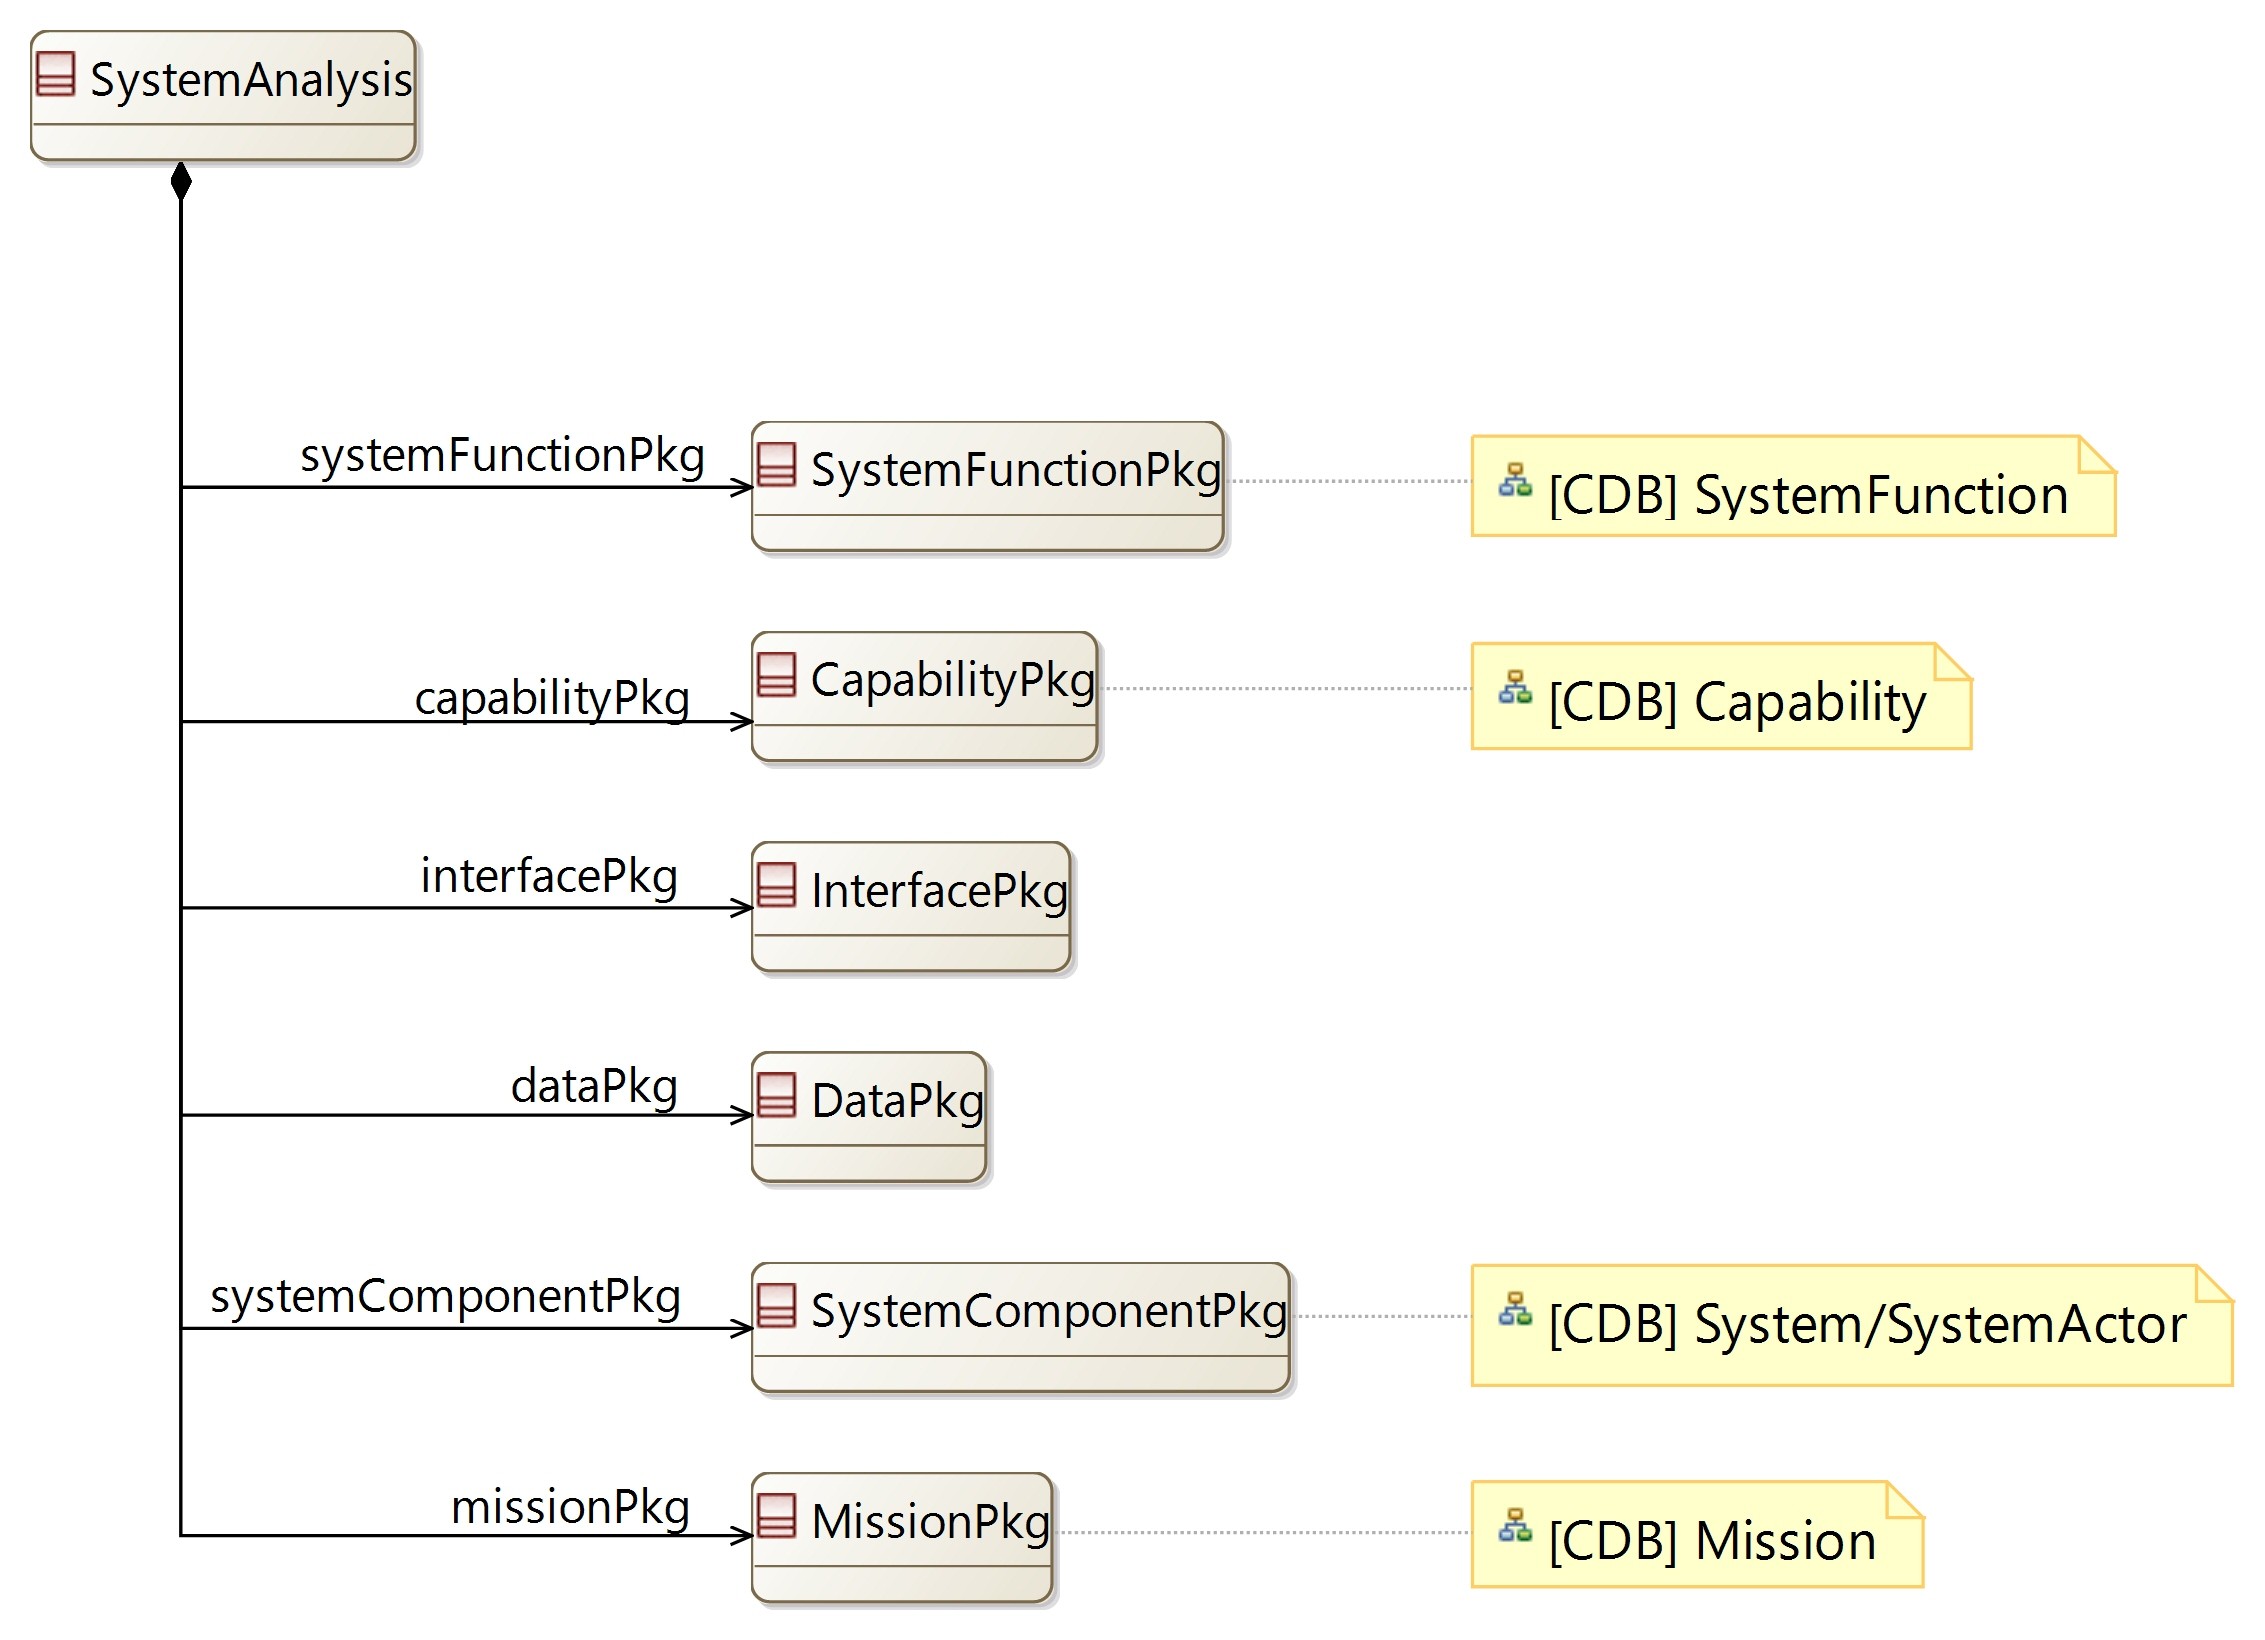 SystemAnalysis
systemFunctionPkg
SystemFunctionPkg
[CDB] SystemFunction
capabilityPkg
CapabilityPkg
[CDB] Capability
interfacePkg
InterfacePkg
dataPkg
DataPkg
systemComponentPkg
SystemComponentPkg
[CDB] System/SystemActor
missionPkg
MissionPkg
[CDB] Mission